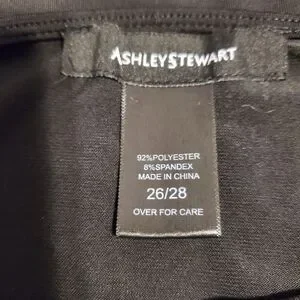 ASHLEYSTEWART
92%POLYESTER
8%SPANDEX
MADE IN CHINA
26/28
OVER FOR CARE